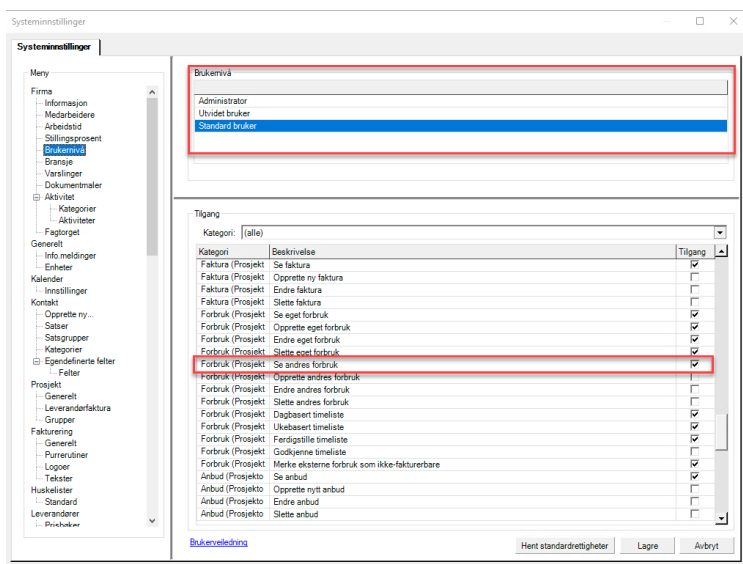 Systeminnstillinger
Systeminnstillinger
Meny
Firma
Informasjon
Medarbeidere
Arbeidstid
Stillingsprosent
Brukernivå
Bransje
Varslinger
Dokumentmaler
Aktivitet
Kategorier
Aktiviteter
Fagtorget
Generelt
Info.meldinger
Enheter
Kalender
Innstillinger
Kontakt
Opprette ny...
Satser
Satsgrupper
Kategorier
Egendefinerte felter
Felter
Prosjekt
Generelt
Leverandørfaktura
Grupper
Fakturering
Generelt
Purrerutiner
Logoer
Tekster
Huskelister
Standard
Leverandører
Prisbøker
Brukernivå
Administrator
Utvidet bruker
Standard bruker
Tilgang
Kategori: (alle)
Kategori Beskrivelse Tilgang
Faktura (Prosjekt Se faktura
Faktura (Prosjekt Opprette ny faktura
Faktura (Prosjekt Endre faktura
Faktura (Prosjekt Slette faktura
Forbruk (Prosjekt Se eget forbruk
Forbruk (Prosjekt Opprette eget forbruk
Forbruk (Prosjekt Endre eget forbruk
Forbruk (Prosjekt Slette eget forbruk
Forbruk (Prosjekt Se andres forbruk
Forbruk (Prosjekt Opprette andres forbruk
Forbruk (Prosjekt Endre andres forbruk
Forbruk (Prosjekt Slette andres forbruk
Forbruk (Prosjekt Dagbasert timeliste
Forbruk (Prosjekt Ukebasert timeliste
Forbruk (Prosjekt Ferdigstille timeliste
Forbruk (Prosjekt Godkjenne timeliste
Forbruk (Prosjekt Merke eksterne forbruk som ikke-fakturerbare
Anbud (Prosjekto Se anbud
Anbud (Prosjekto Opprette nytt anbud
Anbud (Prosjekto Endre anbud
Anbud (Prosjekto Slette anbud
Brukerveiledning
Hent standardrettigheter Lagre Avbryt